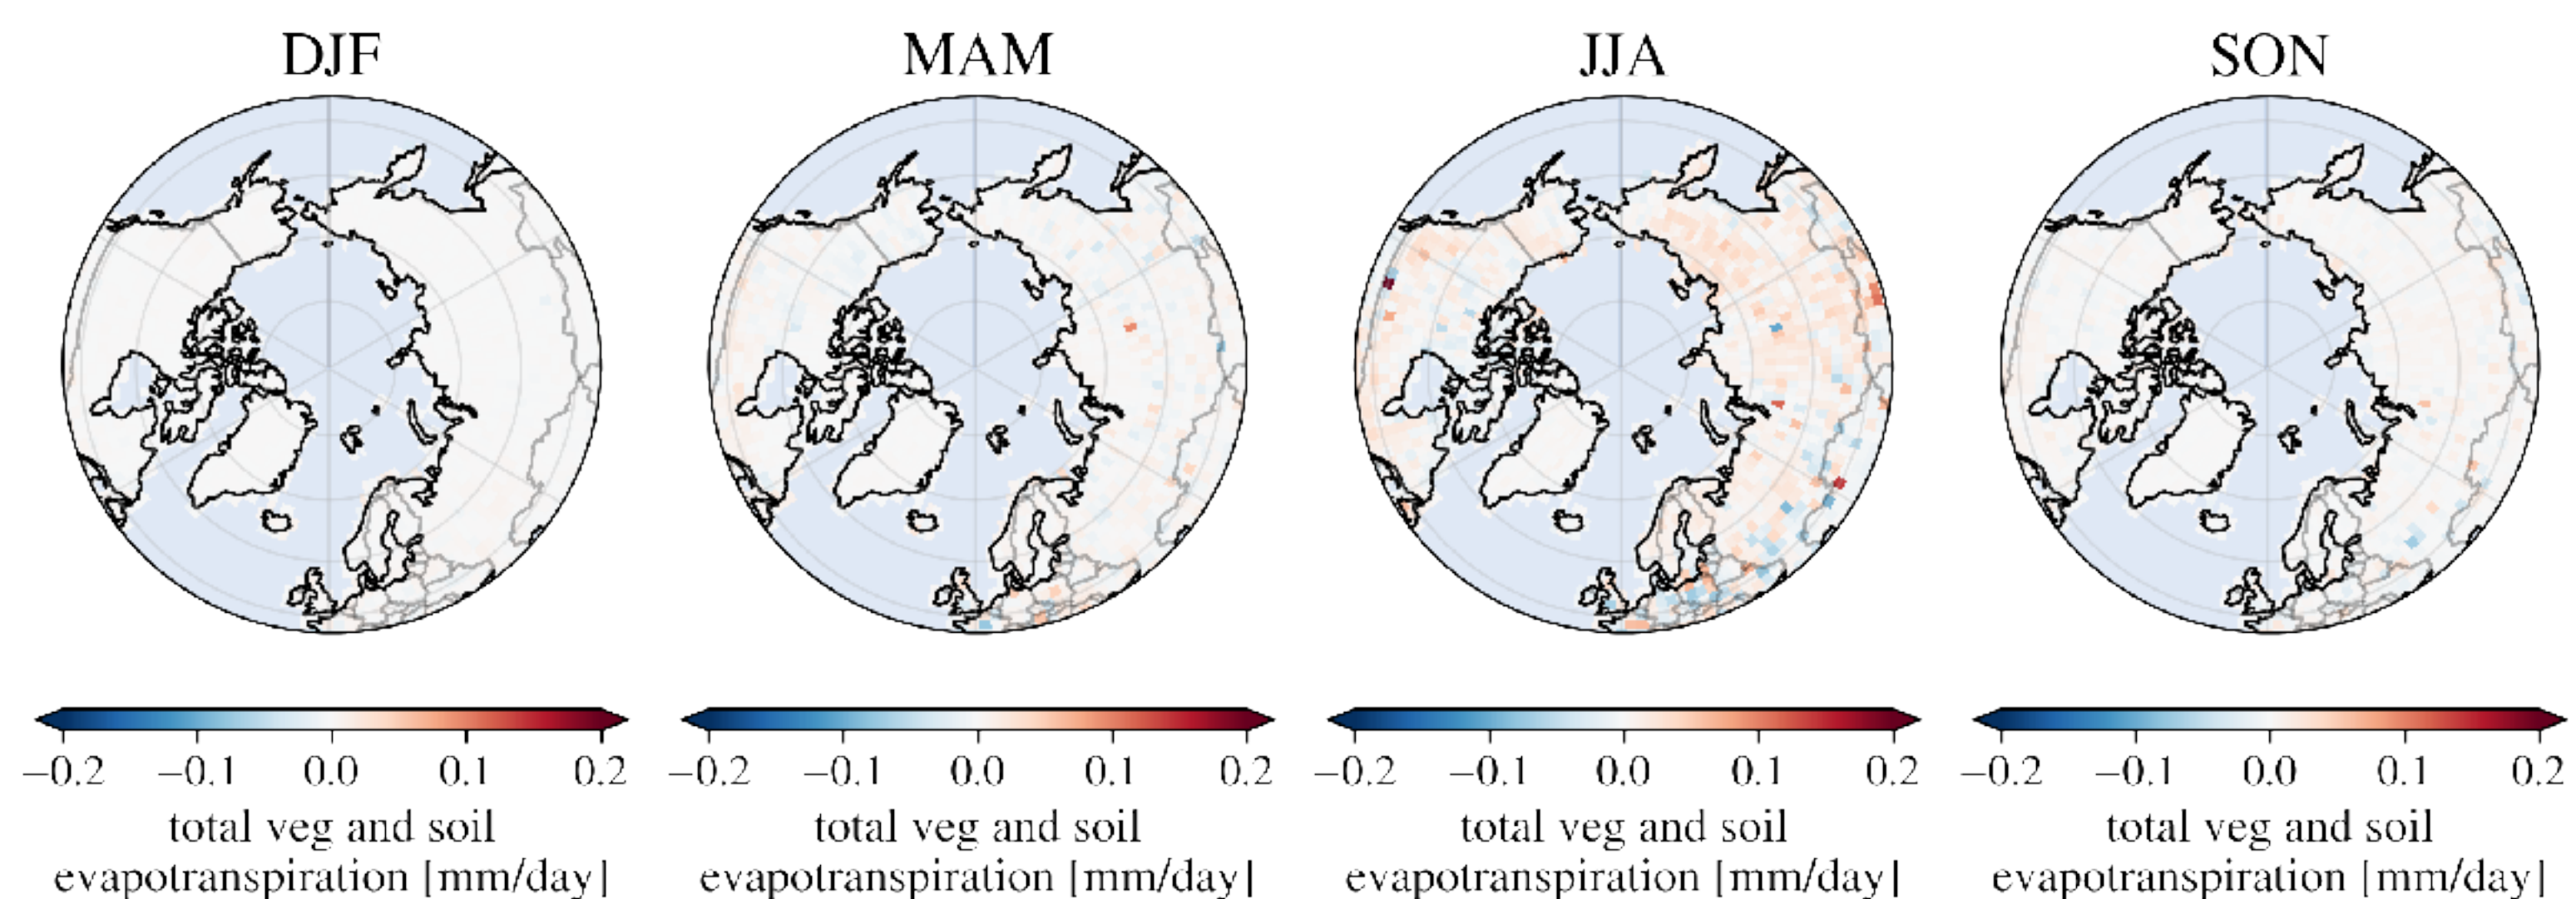 DJF MAM JJA SON
−0.2 −0.1 0.0 0.1 0.2 −0.2 −0.1 0.0 0.1 0.2 −0.2 −0.1 0.0 0.1 0.2 −0.2 −0.1 0.0 0.1 0.2
total veg and soil total veg and soil total veg and soil total veg and soil
evapotranspiration [mm/day] evapotranspiration [mm/day] evapotranspiration [mm/day] evapotranspiration [mm/day]